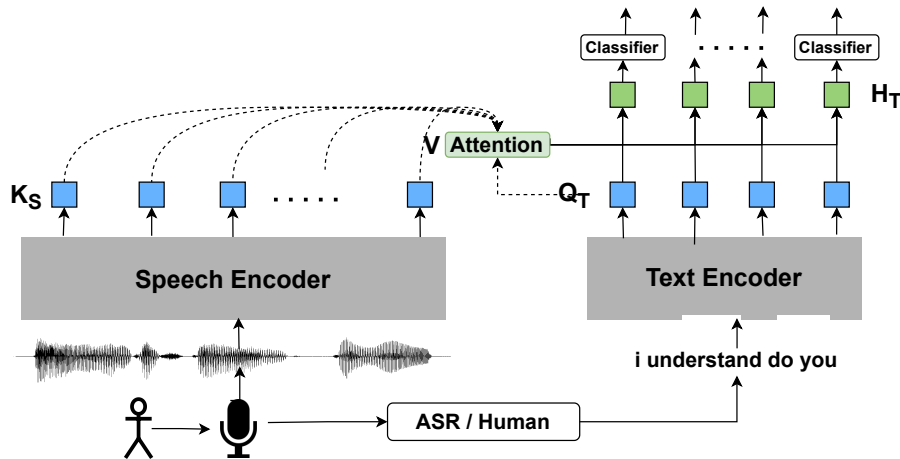 Classifier
Classifier
H_T
V
Attention
K_S
Q_T
Speech Encoder
Text Encoder
i understand do you
ASR / Human